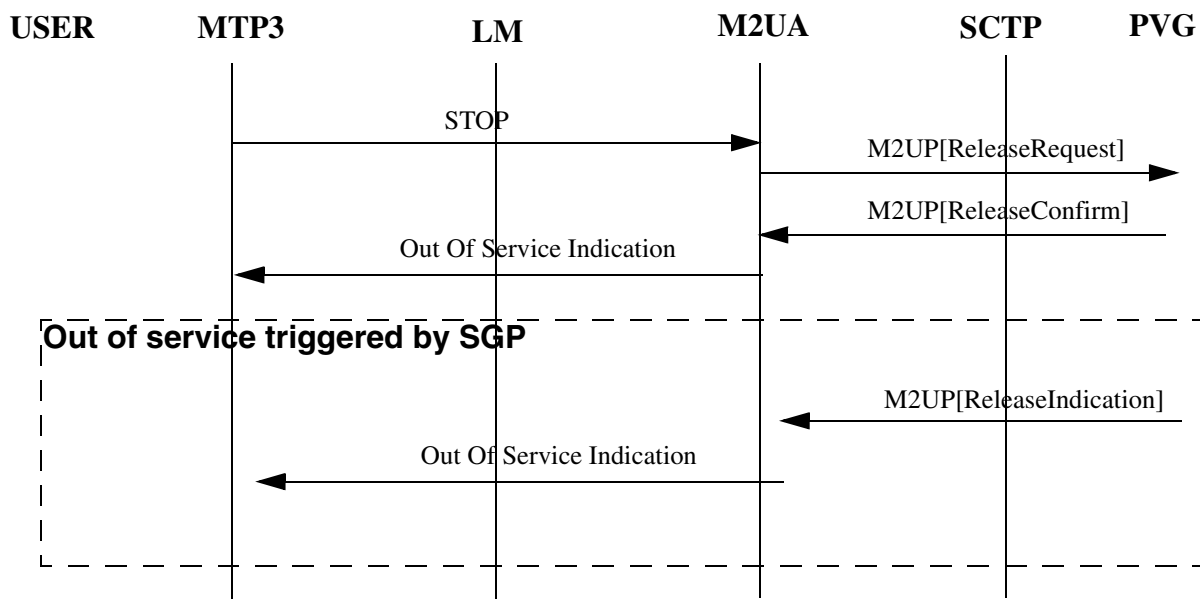 USER MTP3 LM M2UA SCTP PVG
STOP
M2UP[ReleaseRequest]
M2UP[ReleaseConfirm]
Out Of Service Indication
Out of service triggered by SGP
M2UP[ReleaseIndication]
Out Of Service Indication